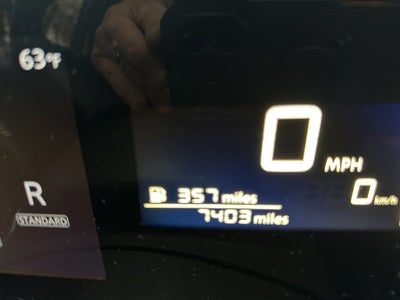 63°F
0 MPH
R
0 km/h
357 miles
STANDARD
7403 miles